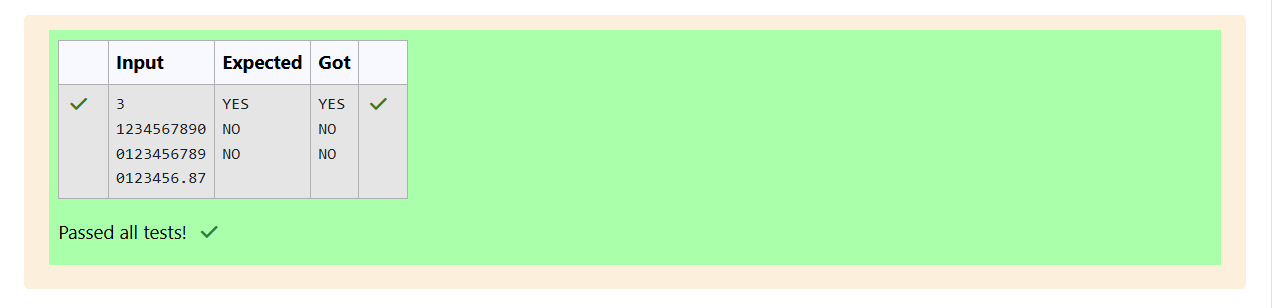 Input Expected Got
3 YES YES
1234567890 NO NO
0123456789 NO NO
0123456.87
Passed all tests!